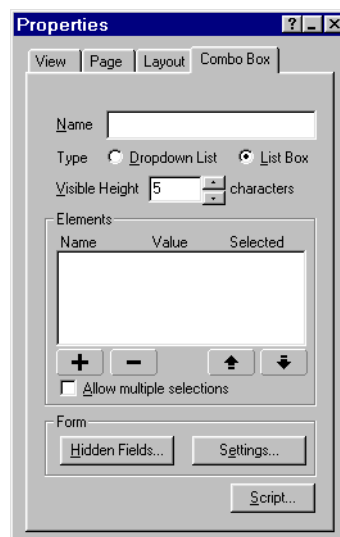 Properties
View Page Layout Combo Box
Name
Type Dropdown List List Box
Visible Height 5 characters
Elements
Name Value Selected
Allow multiple selections
Form
Hidden Fields... Settings...
Script...